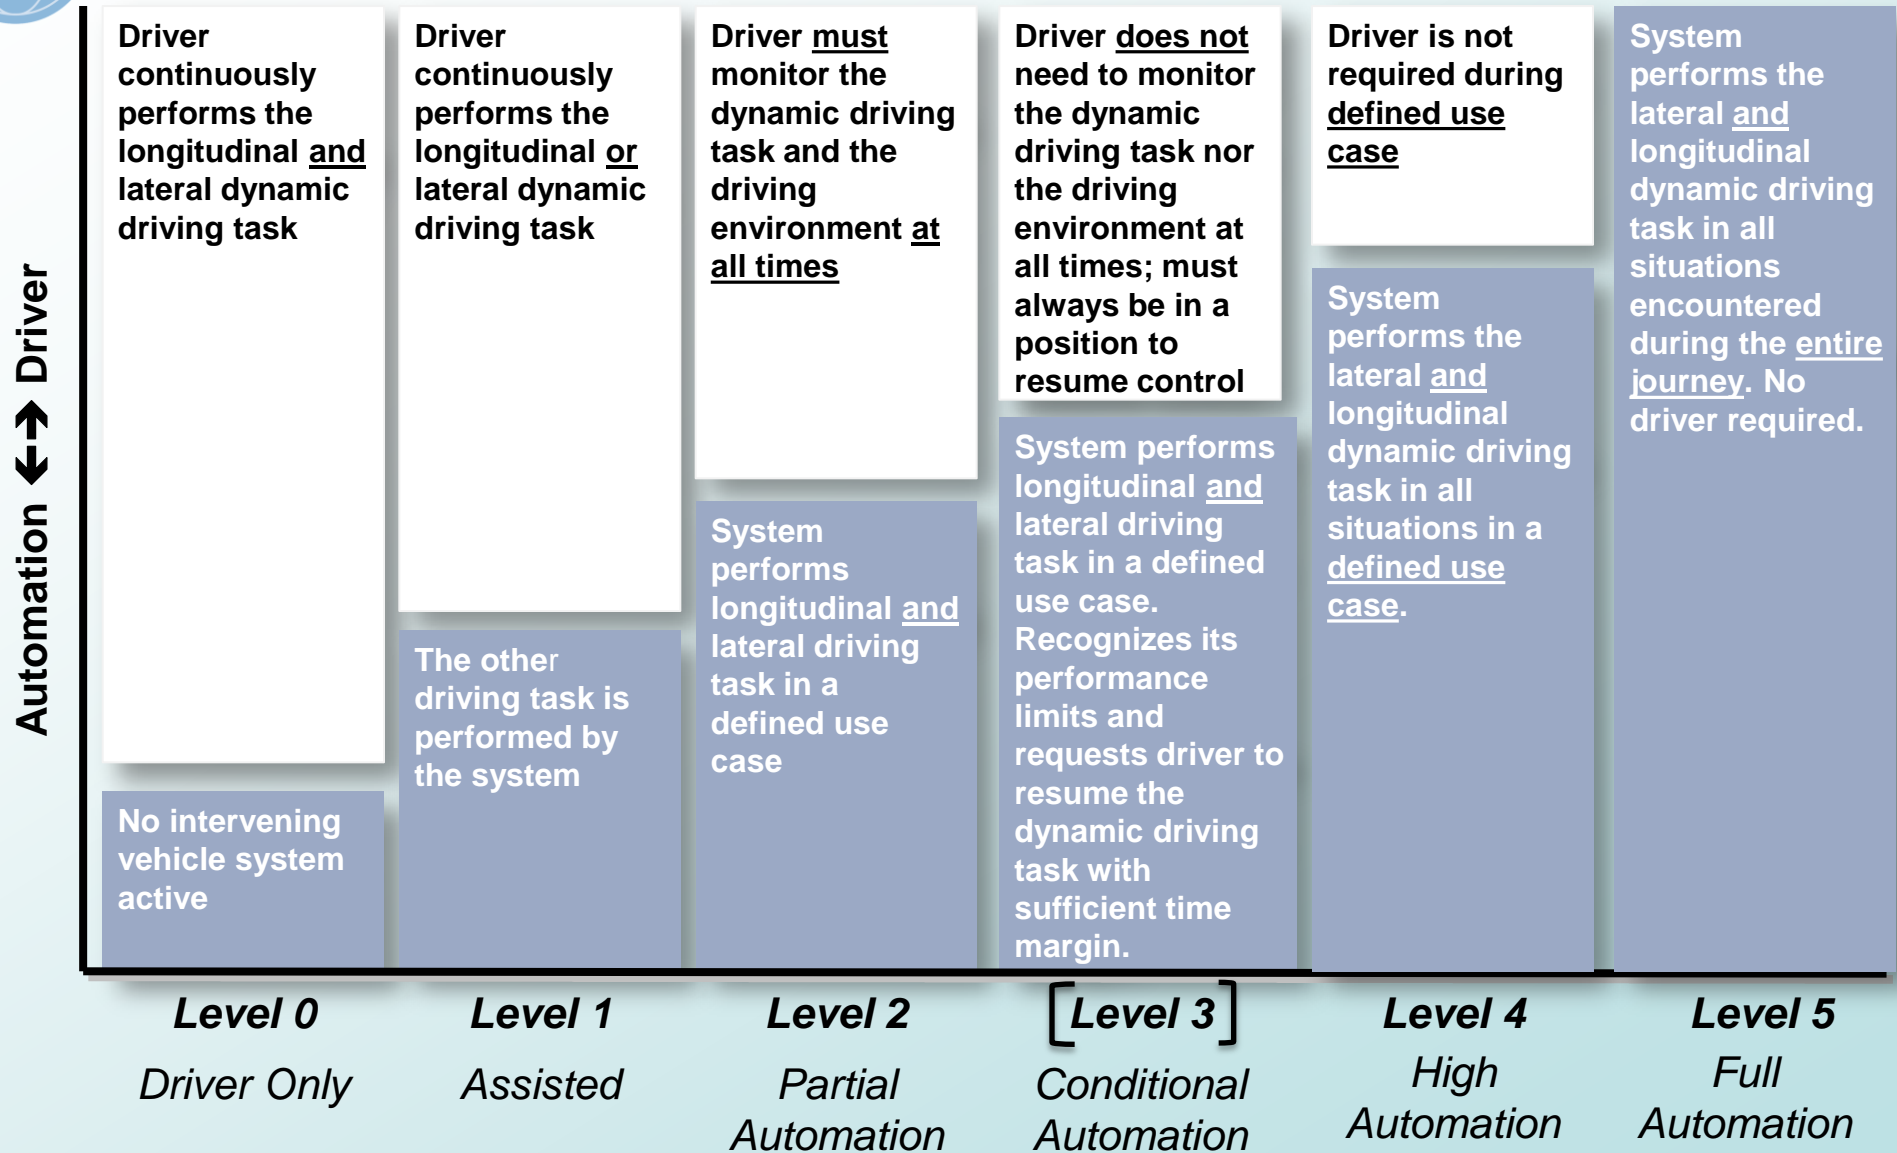 Automation ←→ Driver
Driver
continuously
performs the
longitudinal and
lateral dynamic
driving task
No intervening
vehicle system
active
Driver
continuously
performs the
longitudinal or
lateral dynamic
driving task
The other
driving task is
performed by
the system
Driver must
monitor the
dynamic driving
task and the
driving
environment at
all times
System
performs
longitudinal and
lateral driving
task in a
defined use
case
Driver does not
need to monitor
the dynamic
driving task nor
the driving
environment at
all times; must
always be in a
position to
resume control
System performs
longitudinal and
lateral driving
task in a defined
use case.
Recognizes its
performance
limits and
requests driver to
resume the
dynamic driving
task with
sufficient time
margin.
Driver is not
required during
defined use
case
System
performs the
lateral and
longitudinal
dynamic driving
task in all
situations in a
defined use
case.
System
performs the
lateral and
longitudinal
dynamic driving
task in all
situations
encountered
during the entire
journey. No
driver required.
Level 0
Driver Only
Level 1
Assisted
Level 2
Partial
Automation
[Level 3]
Conditional
Automation
Level 4
High
Automation
Level 5
Full
Automation